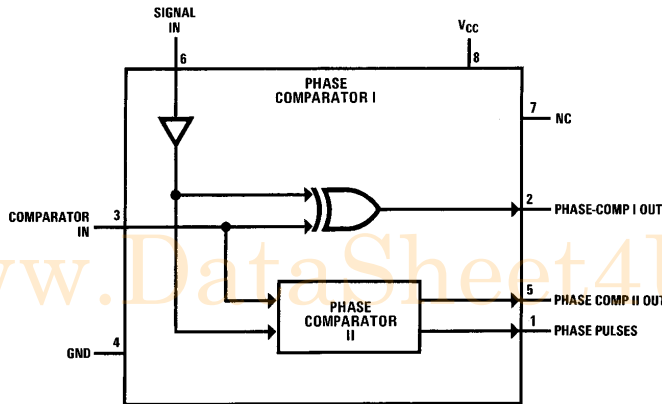 SIGNAL
IN
6
VCC
8
PHASE
COMPARATOR I
7
NC
COMPARATOR
IN
3
2
PHASE-COMP I OUT
www.DataSheet4U
5
PHASE COMP II OUT
PHASE
COMPARATOR
II
1
PHASE PULSES
4
GND